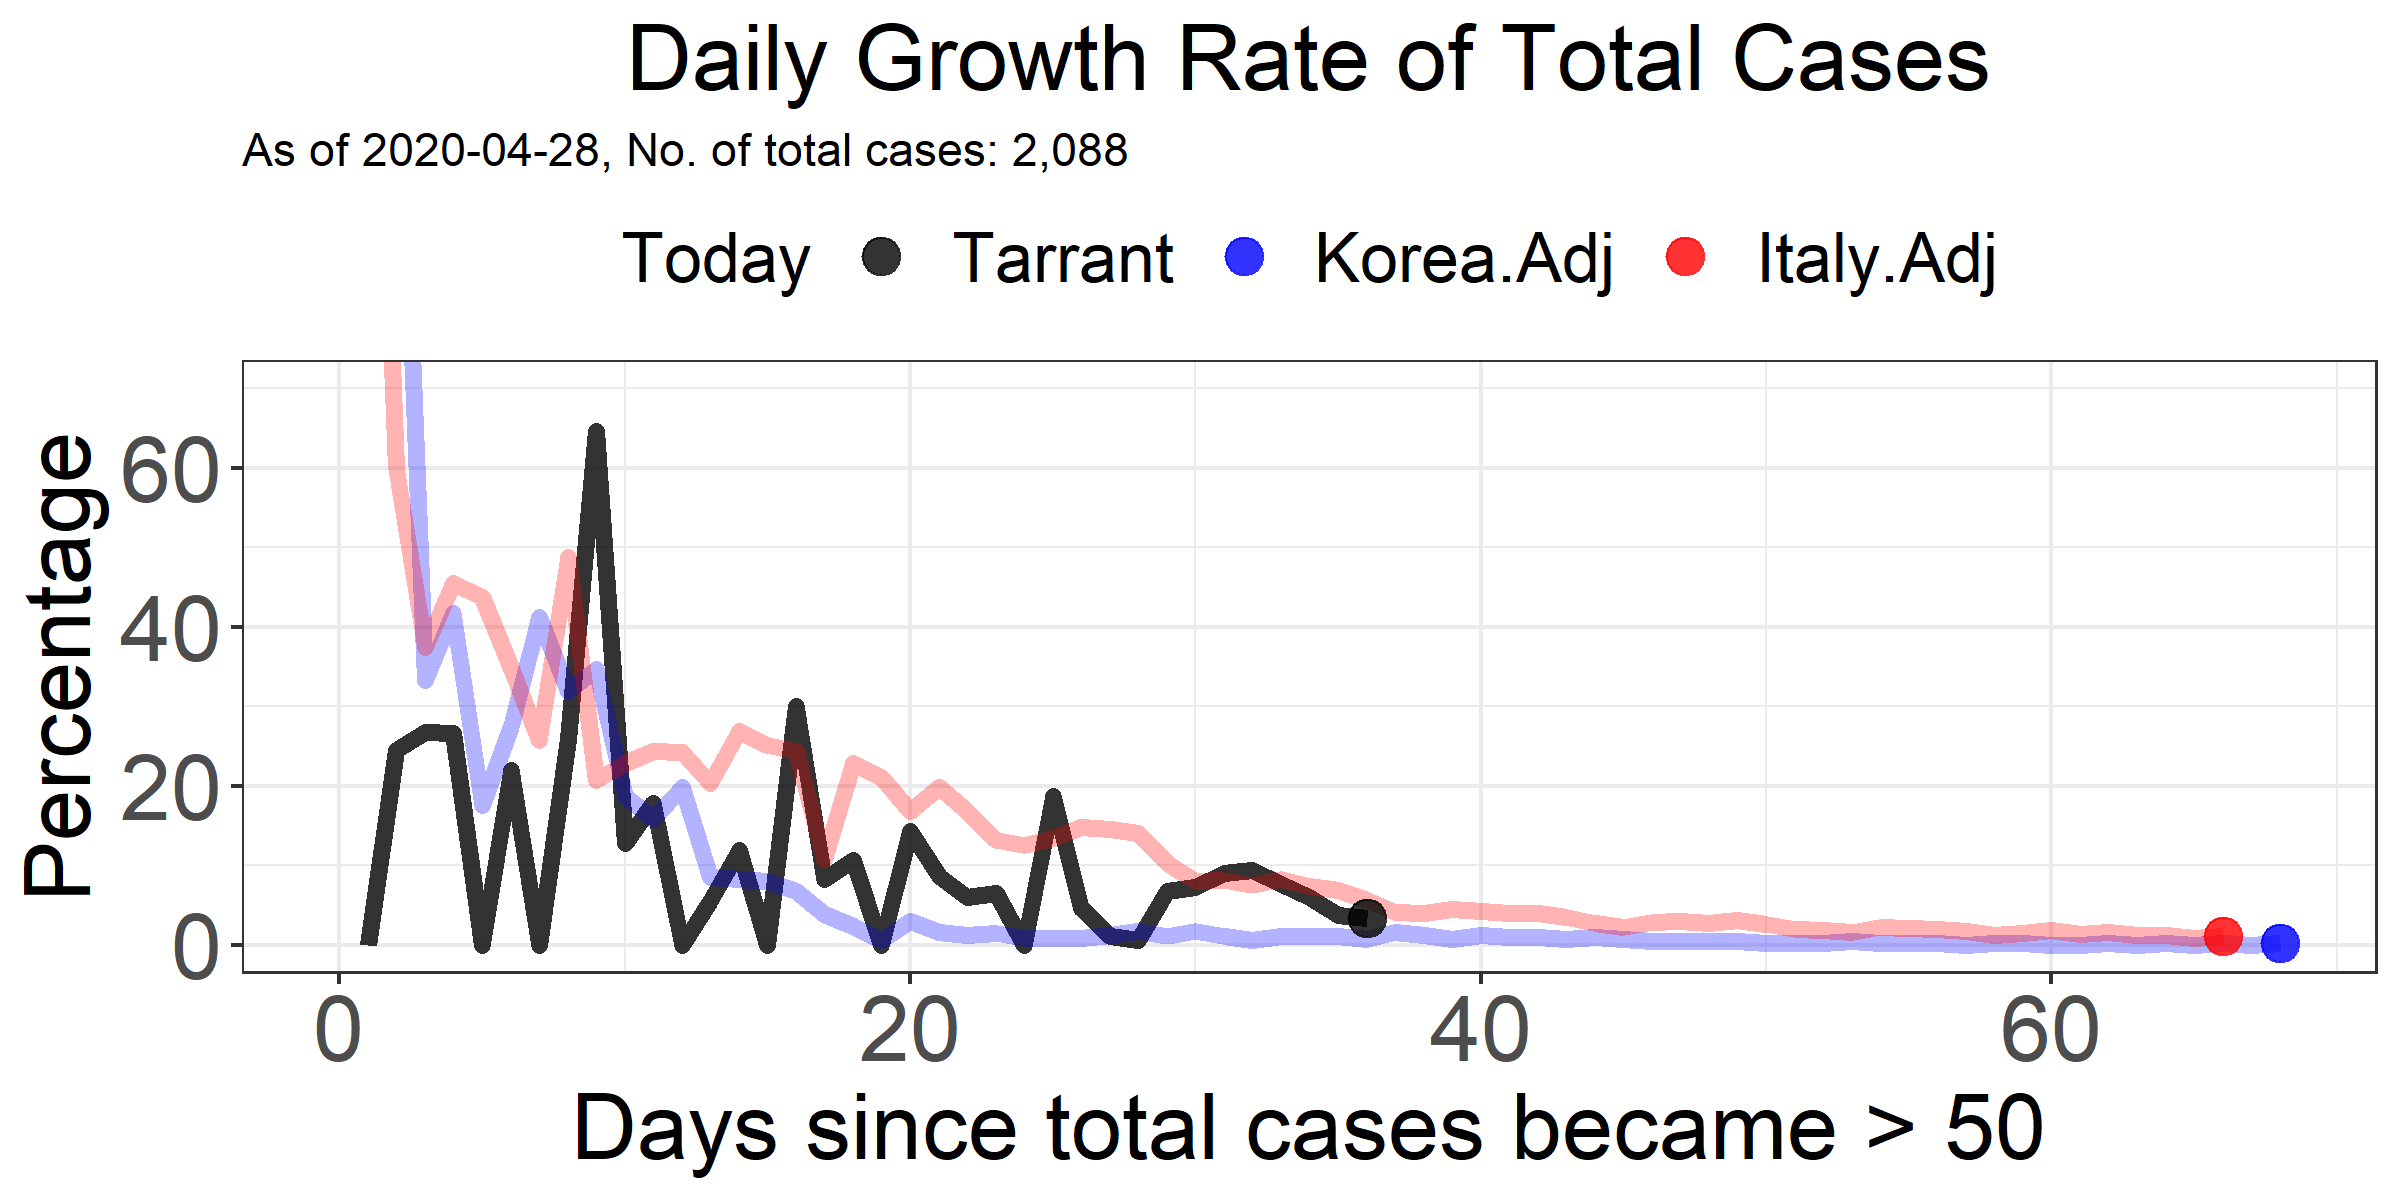 Daily Growth Rate of Total Cases
As of 2020-04-28, No. of total cases: 2,088
Today Tarrant Korea.Adj Italy.Adj
Percentage
60
40
20
0
0 20 40 60
Days since total cases became > 50